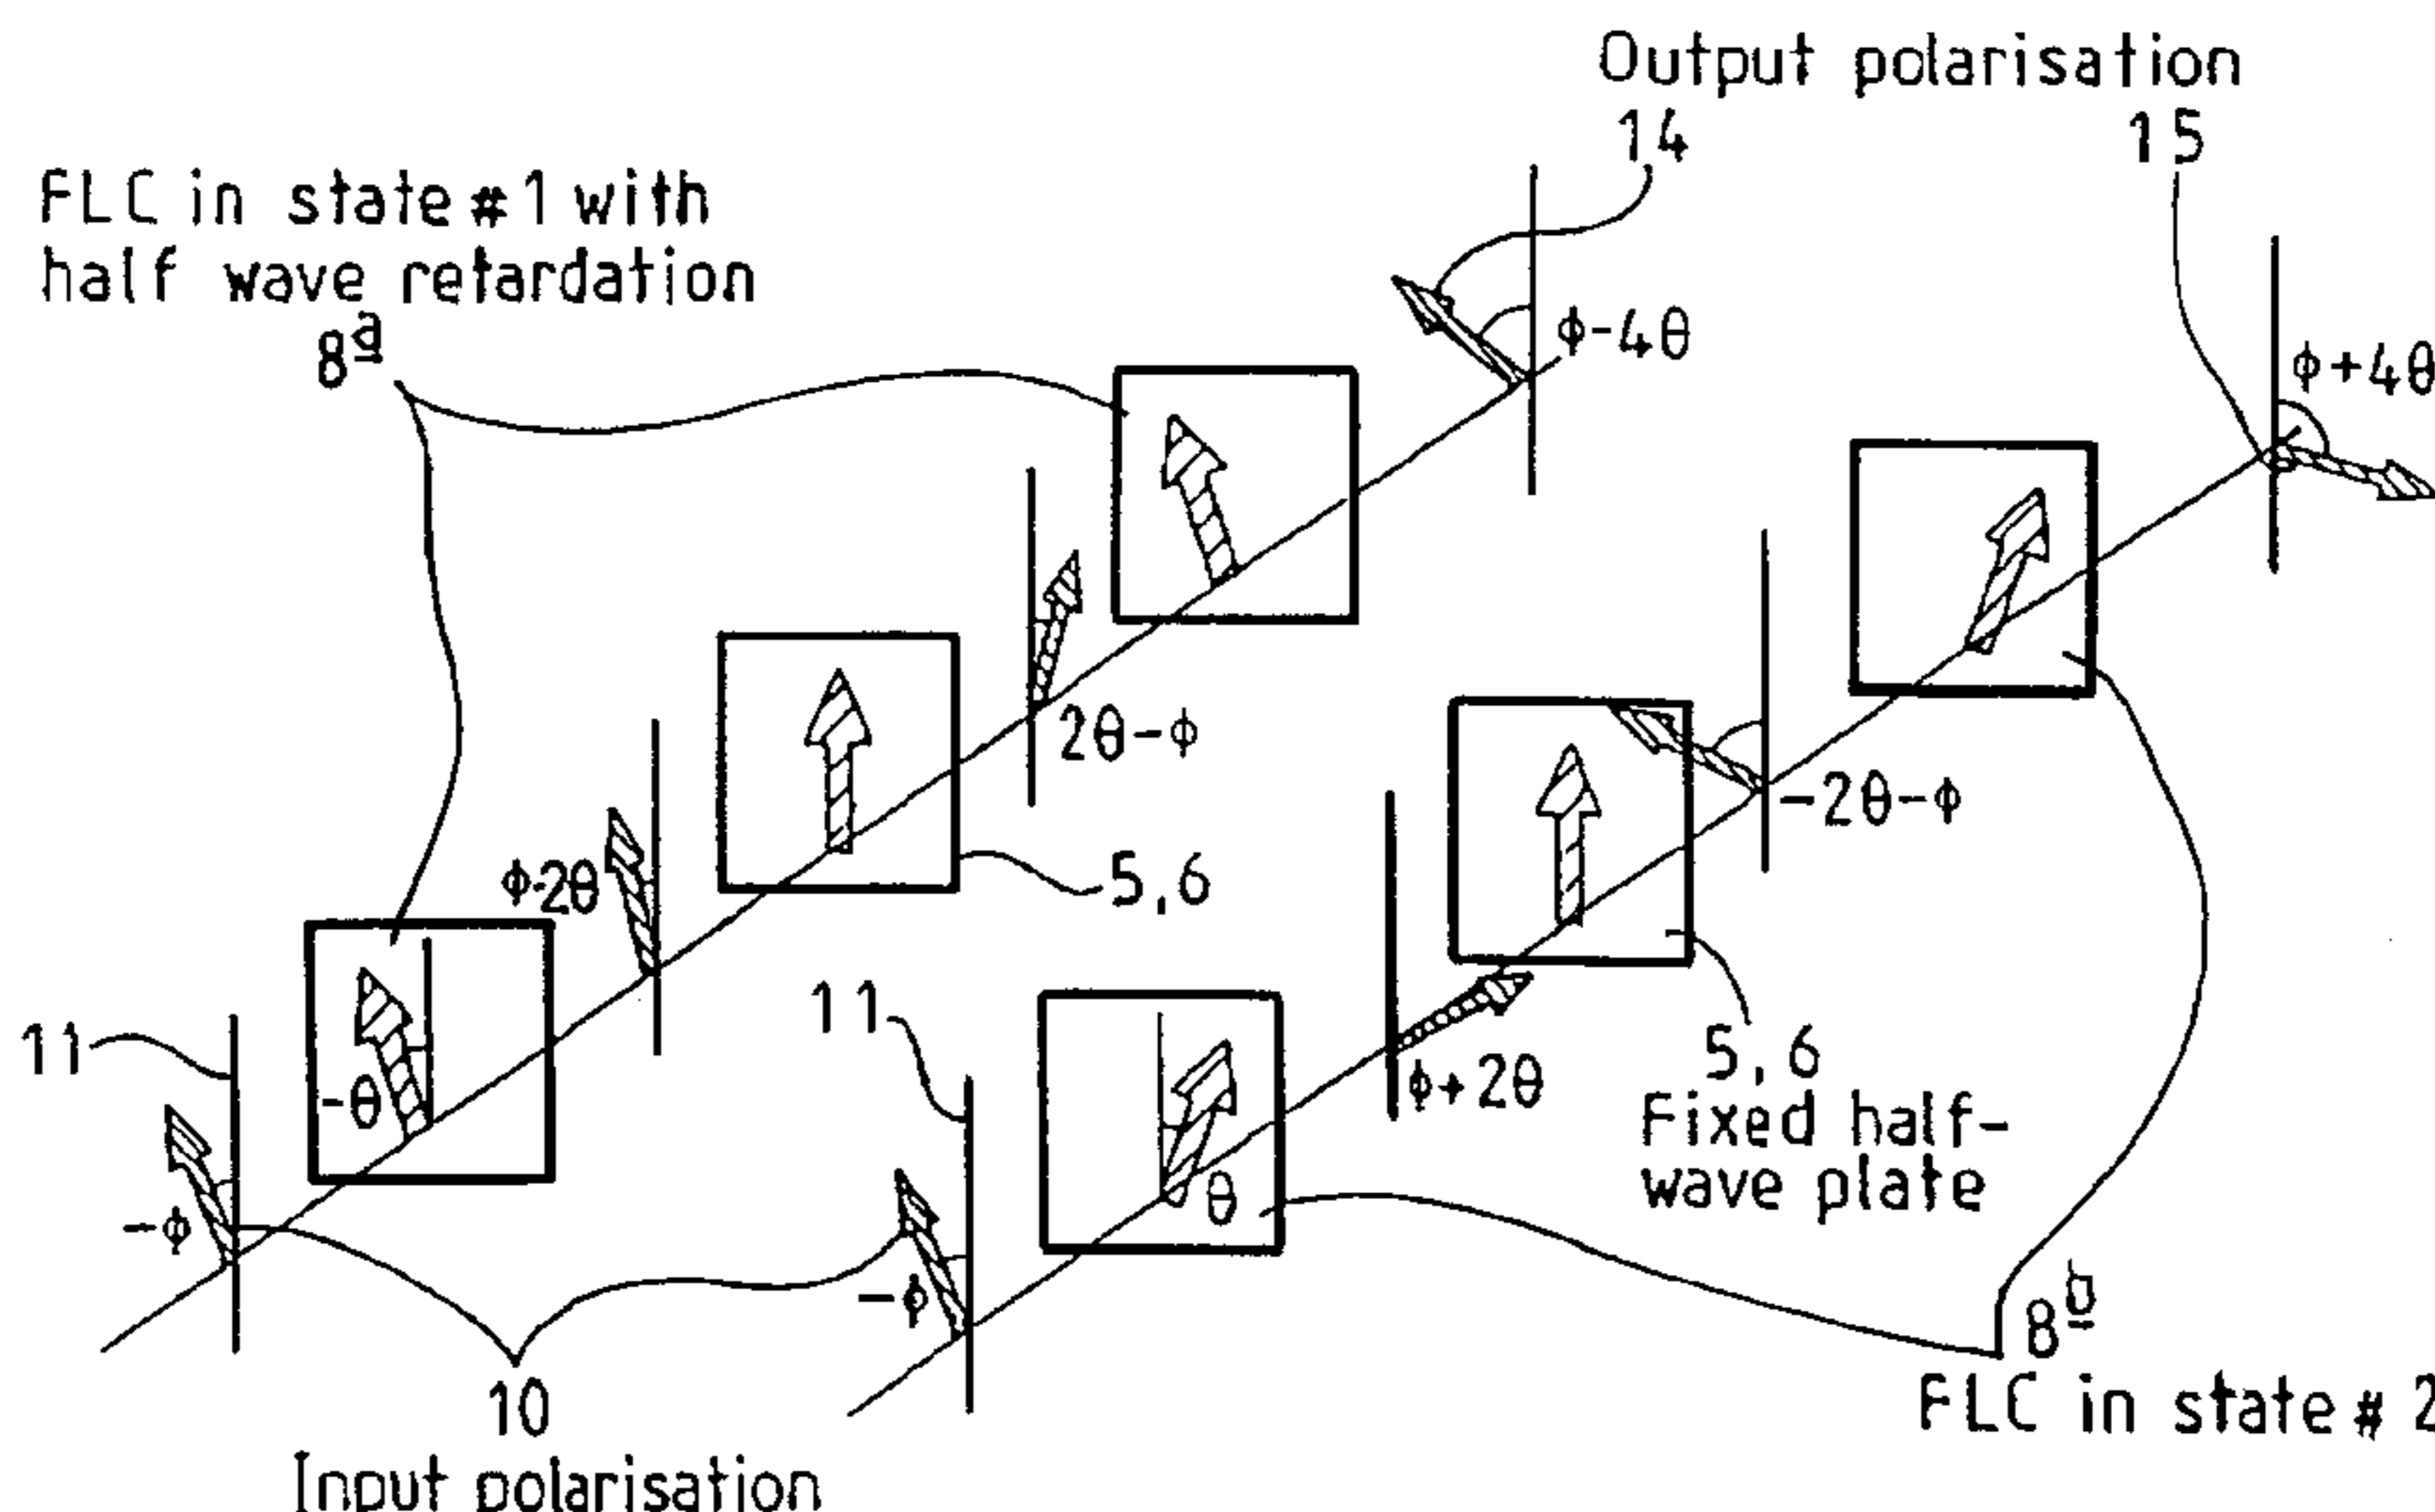 Output polarisation
14
15
FLC in state #1 with
half wave retardation
8a
ϕ-4θ
ϕ+4θ
2θ-ϕ
-2θ-ϕ
ϕ-2θ
5,6
11
11
-θ
ϕ+2θ
5,6
Fixed half-
wave plate
θ
-ϕ
-ϕ
8b
10
FLC in state # 2
Input polarisation